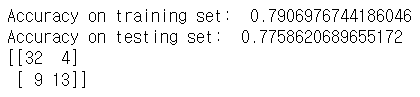 Accuracy on training set:  0.7906976744186046
Accuracy on testing set:  0.7758620689655172
[[32  4]
 [ 9 13]]